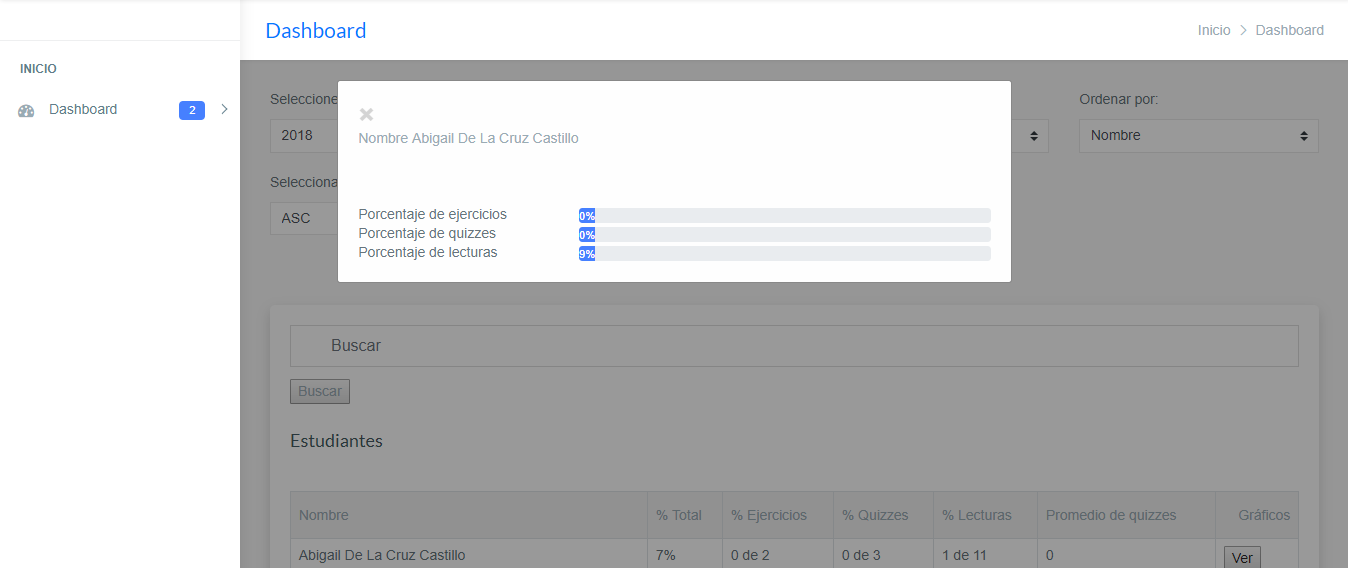 Dashboard
Inicio > Dashboard
INICIO
Dashboard 2
Seleccione
Ordenar por:
2018
Nombre
Selecciona
ASC
Nombre Abigail De La Cruz Castillo
Porcentaje de ejercicios 0%
Porcentaje de quizzes 0%
Porcentaje de lecturas 9%
Buscar
Buscar
Estudiantes
Nombre % Total % Ejercicios % Quizzes % Lecturas Promedio de quizzes Gráficos
Abigail De La Cruz Castillo 7% 0 de 2 0 de 3 1 de 11 0 Ver